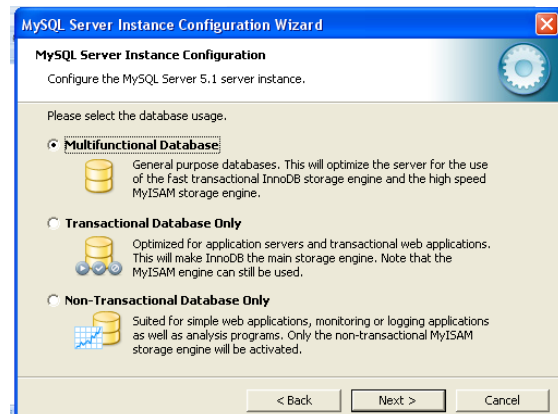 MySQL Server Instance Configuration Wizard
MySQL Server Instance Configuration
Configure the MySQL Server 5.1 server instance.
Please select the database usage.
Multifunctional Database
General purpose databases. This will optimize the server for the use
of the fast transactional InnoDB storage engine and the high speed
MyISAM storage engine.
Transactional Database Only
Optimized for application servers and transactional web applications.
This will make InnoDB the main storage engine. Note that the
MyISAM engine can still be used.
Non-Transactional Database Only
Suited for simple web applications, monitoring or logging applications
as well as analysis programs. Only the non-transactional MyISAM
storage engine will be activated.
< Back
Next >
Cancel